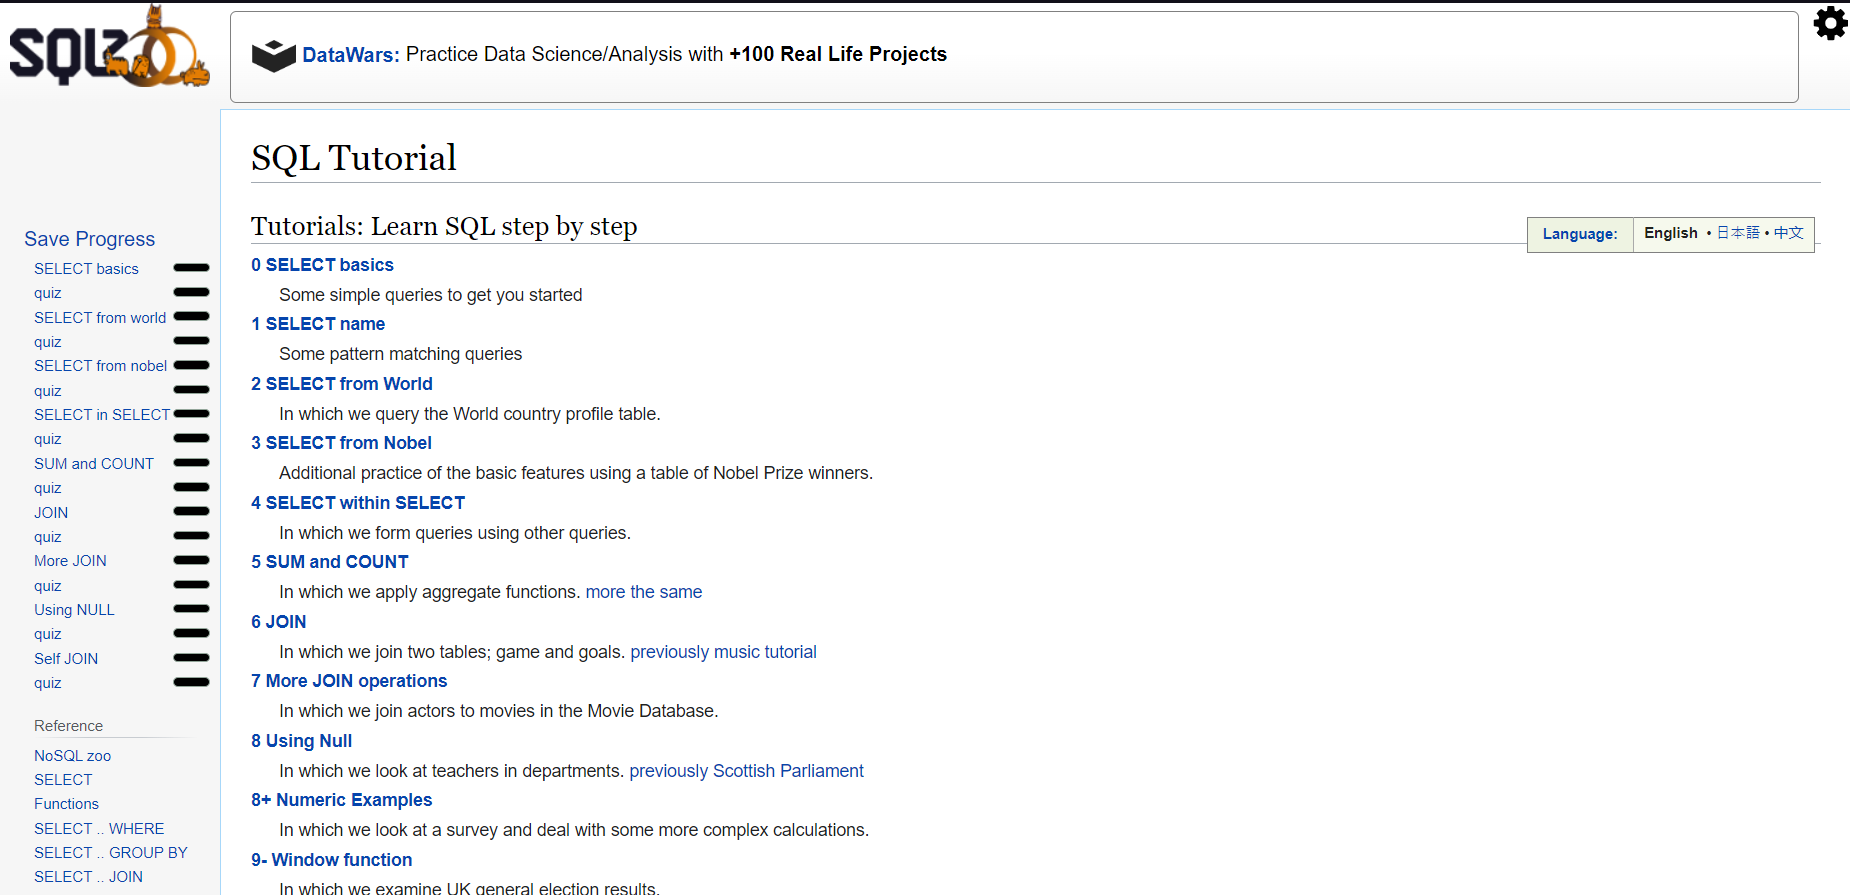 SQLZOO
DataWars: Practice Data Science/Analysis with +100 Real Life Projects
SQL Tutorial
Save Progress
SELECT basics
quiz
SELECT from world
quiz
SELECT from nobel
quiz
SELECT in SELECT
quiz
SUM and COUNT
quiz
JOIN
quiz
More JOIN
quiz
Using NULL
quiz
Self JOIN
quiz
Reference
NoSQL zoo
SELECT
Functions
SELECT .. WHERE
SELECT .. GROUP BY
SELECT .. JOIN
Tutorials: Learn SQL step by step
Language: English • 日本語 • 中文
0 SELECT basics
Some simple queries to get you started
1 SELECT name
Some pattern matching queries
2 SELECT from World
In which we query the World country profile table.
3 SELECT from Nobel
Additional practice of the basic features using a table of Nobel Prize winners.
4 SELECT within SELECT
In which we form queries using other queries.
5 SUM and COUNT
In which we apply aggregate functions. more the same
6 JOIN
In which we join two tables; game and goals. previously music tutorial
7 More JOIN operations
In which we join actors to movies in the Movie Database.
8 Using Null
In which we look at teachers in departments. previously Scottish Parliament
8+ Numeric Examples
In which we look at a survey and deal with some more complex calculations.
9- Window function
In which we examine UK general election results.